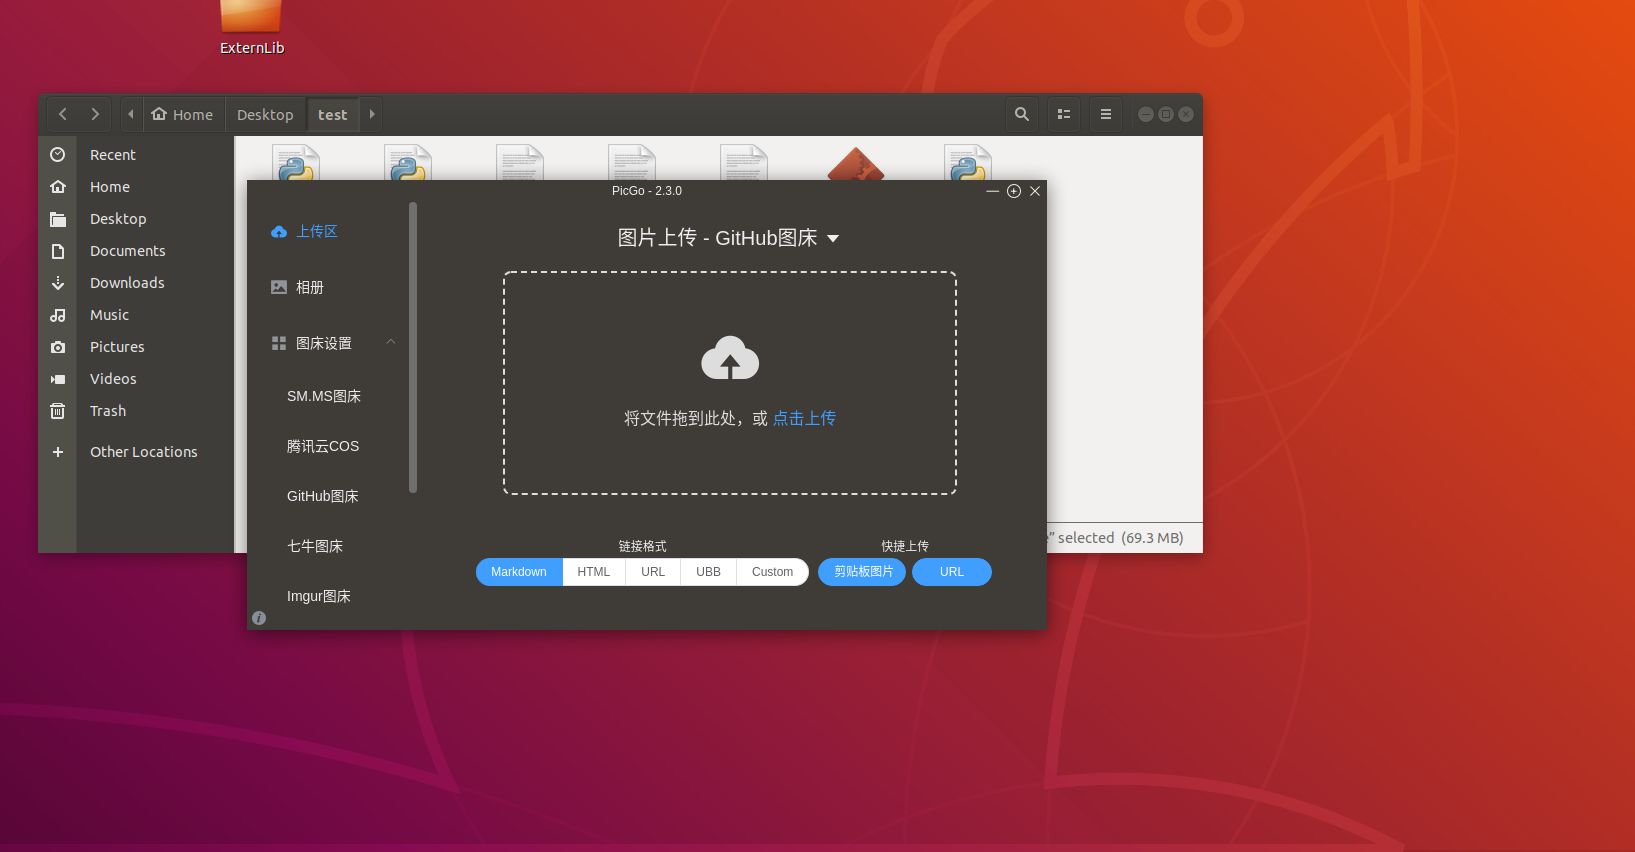 ExternLib
Home
Desktop
test
Recent
Home
Desktop
Documents
Downloads
Music
Pictures
Videos
Trash
Other Locations
PicGo - 2.3.0
上传区
相册
图床设置
SM.MS图床
腾讯云COS
GitHub图床
七牛图床
Imgur图床
图片上传 - GitHub图床
将文件拖到此处，或 点击上传
链接格式
Markdown HTML URL UBB Custom
快捷上传
剪贴板图片 URL
” selected (69.3 MB)